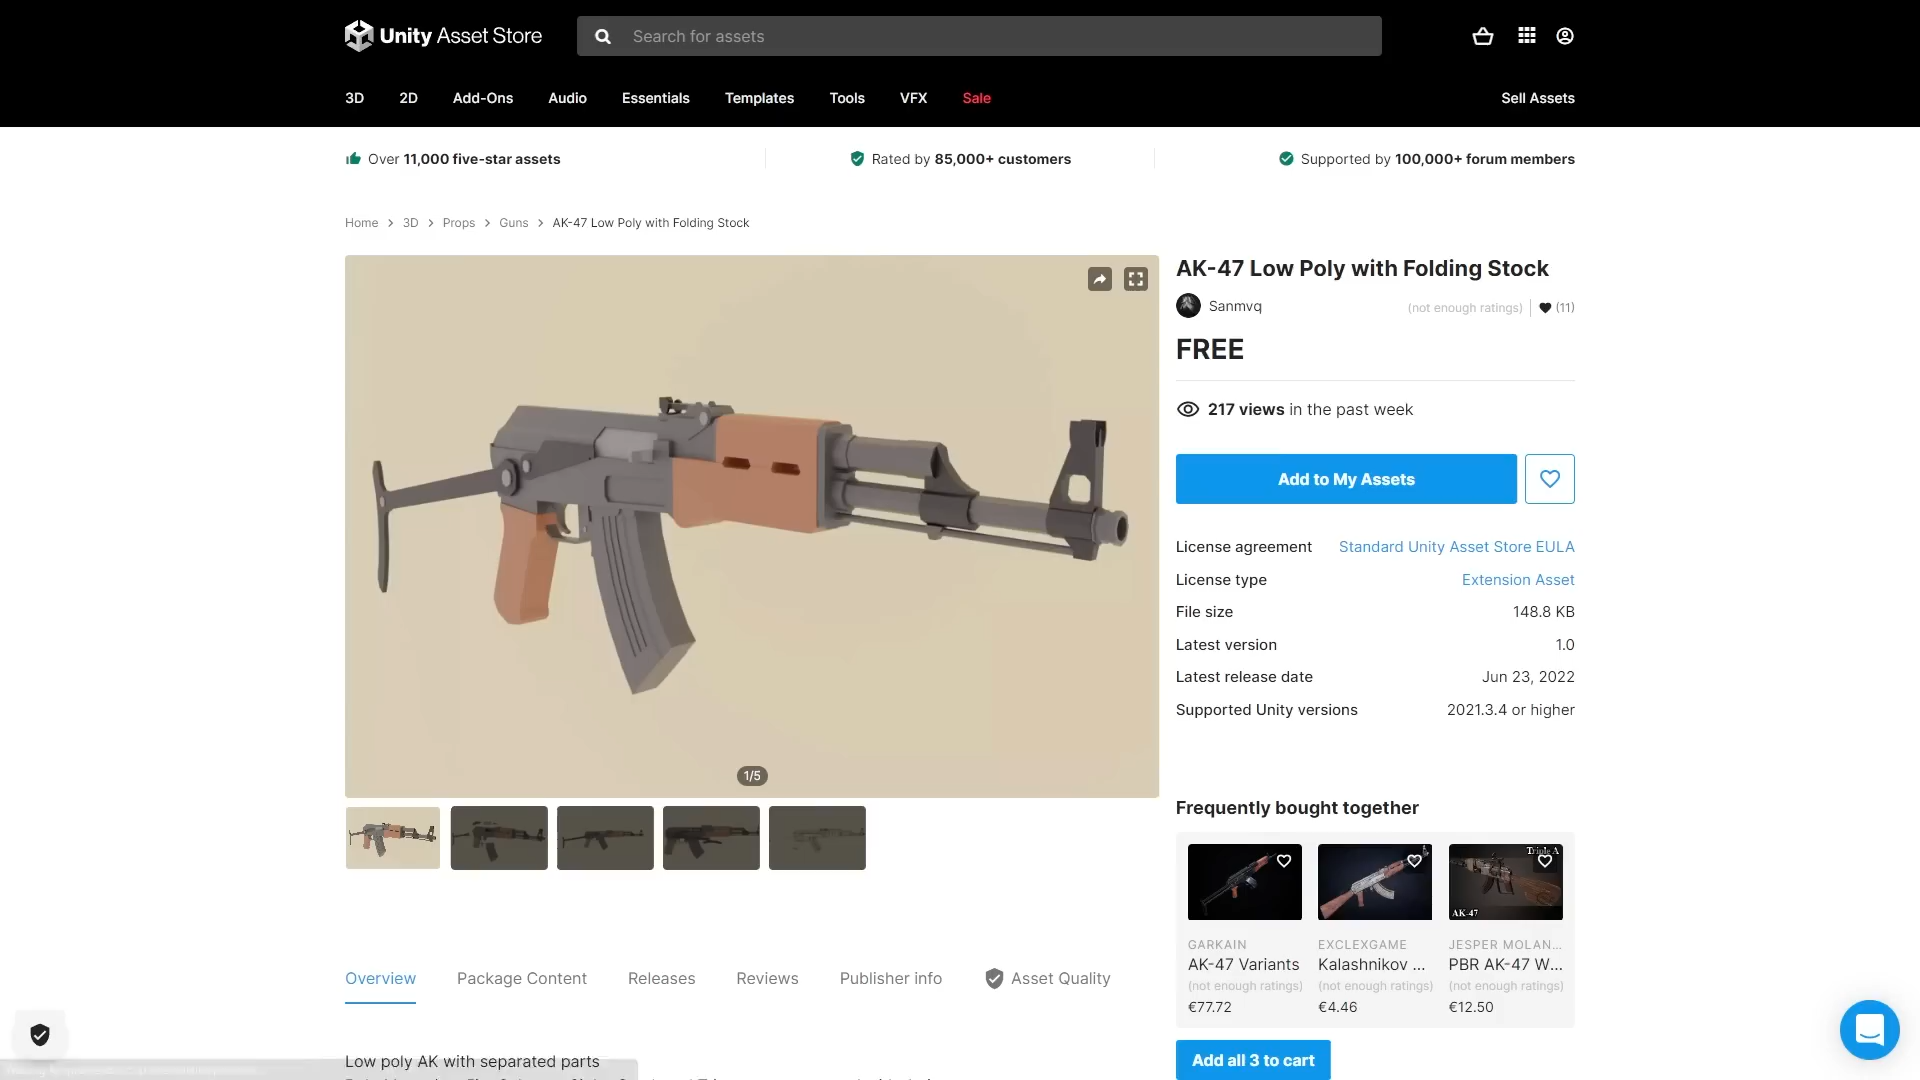 Unity Asset Store
Search for assets
3D 2D Add-Ons Audio Essentials Templates Tools VFX Sale Sell Assets
Over 11,000 five-star assets
Rated by 85,000+ customers
Supported by 100,000+ forum members
Home > 3D > Props > Guns > AK-47 Low Poly with Folding Stock
AK-47 Low Poly with Folding Stock
Sanmvq
(not enough ratings) (11)
FREE
217 views in the past week
Add to My Assets
License agreement Standard Unity Asset Store EULA
License type Extension Asset
File size 148.8 KB
Latest version 1.0
Latest release date Jun 23, 2022
Supported Unity versions 2021.3.4 or higher
1/5
Frequently bought together
Triple A
AK-47
GARKAIN
AK-47 Variants
(not enough ratings)
€77.72
EXCLEXGAME
Kalashnikov ...
(not enough ratings)
€4.46
JESPER MOLAN...
PBR AK-47 W...
(not enough ratings)
€12.50
Add all 3 to cart
Overview Package Content Releases Reviews Publisher info Asset Quality
Low poly AK with separated parts